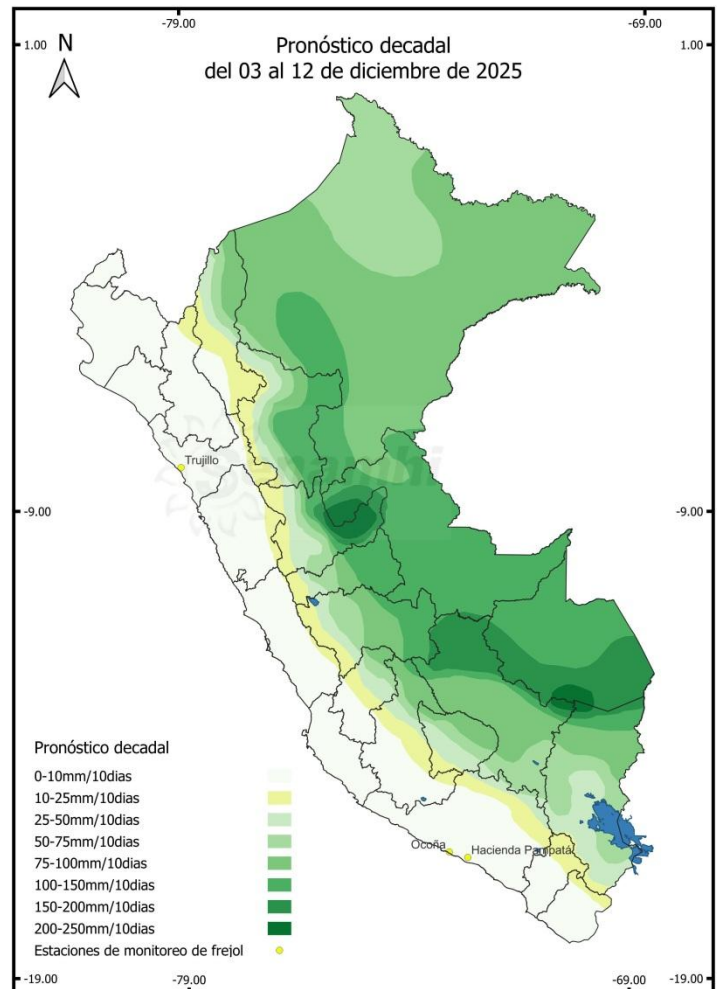 -79.00
-69.00
1.00
N
Pronóstico decadal
1.00
del 03 al 12 de diciembre de 2025
Trujillo
Senamhi
-9.00
-9.00
Pronóstico decadal
0-10mm/10dias
10-25mm/10dias
25-50mm/10dias
50-75mm/10dias
75-100mm/10dias
100-150mm/10dias
150-200mm/10dias
200-250mm/10dias
Estaciones de monitoreo de frejol
Ocoña
Hacienda Pampatá
-19.00
-19.00
-79.00
-69.00